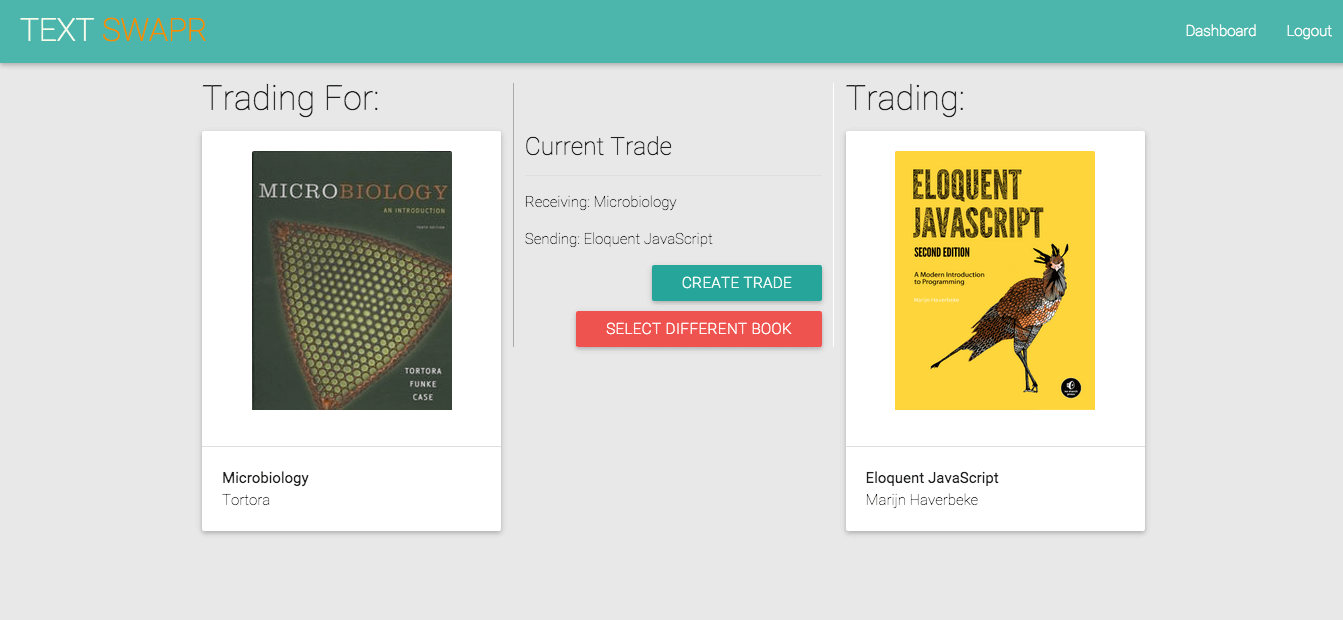 TEXT SWAPR
Dashboard
Logout
Trading For:
MICROBIOLOGY
AN INTRODUCTION
TENTH EDITION
TORTORA
FUNKE
CASE
Microbiology
Tortora
Current Trade
Receiving: Microbiology
Sending: Eloquent JavaScript
CREATE TRADE
SELECT DIFFERENT BOOK
Trading:
ELOQUENT
JAVASCRIPT
SECOND EDITION
A Modern Introduction
to Programming
Marijn Haverbeke
Eloquent JavaScript
Marijn Haverbeke